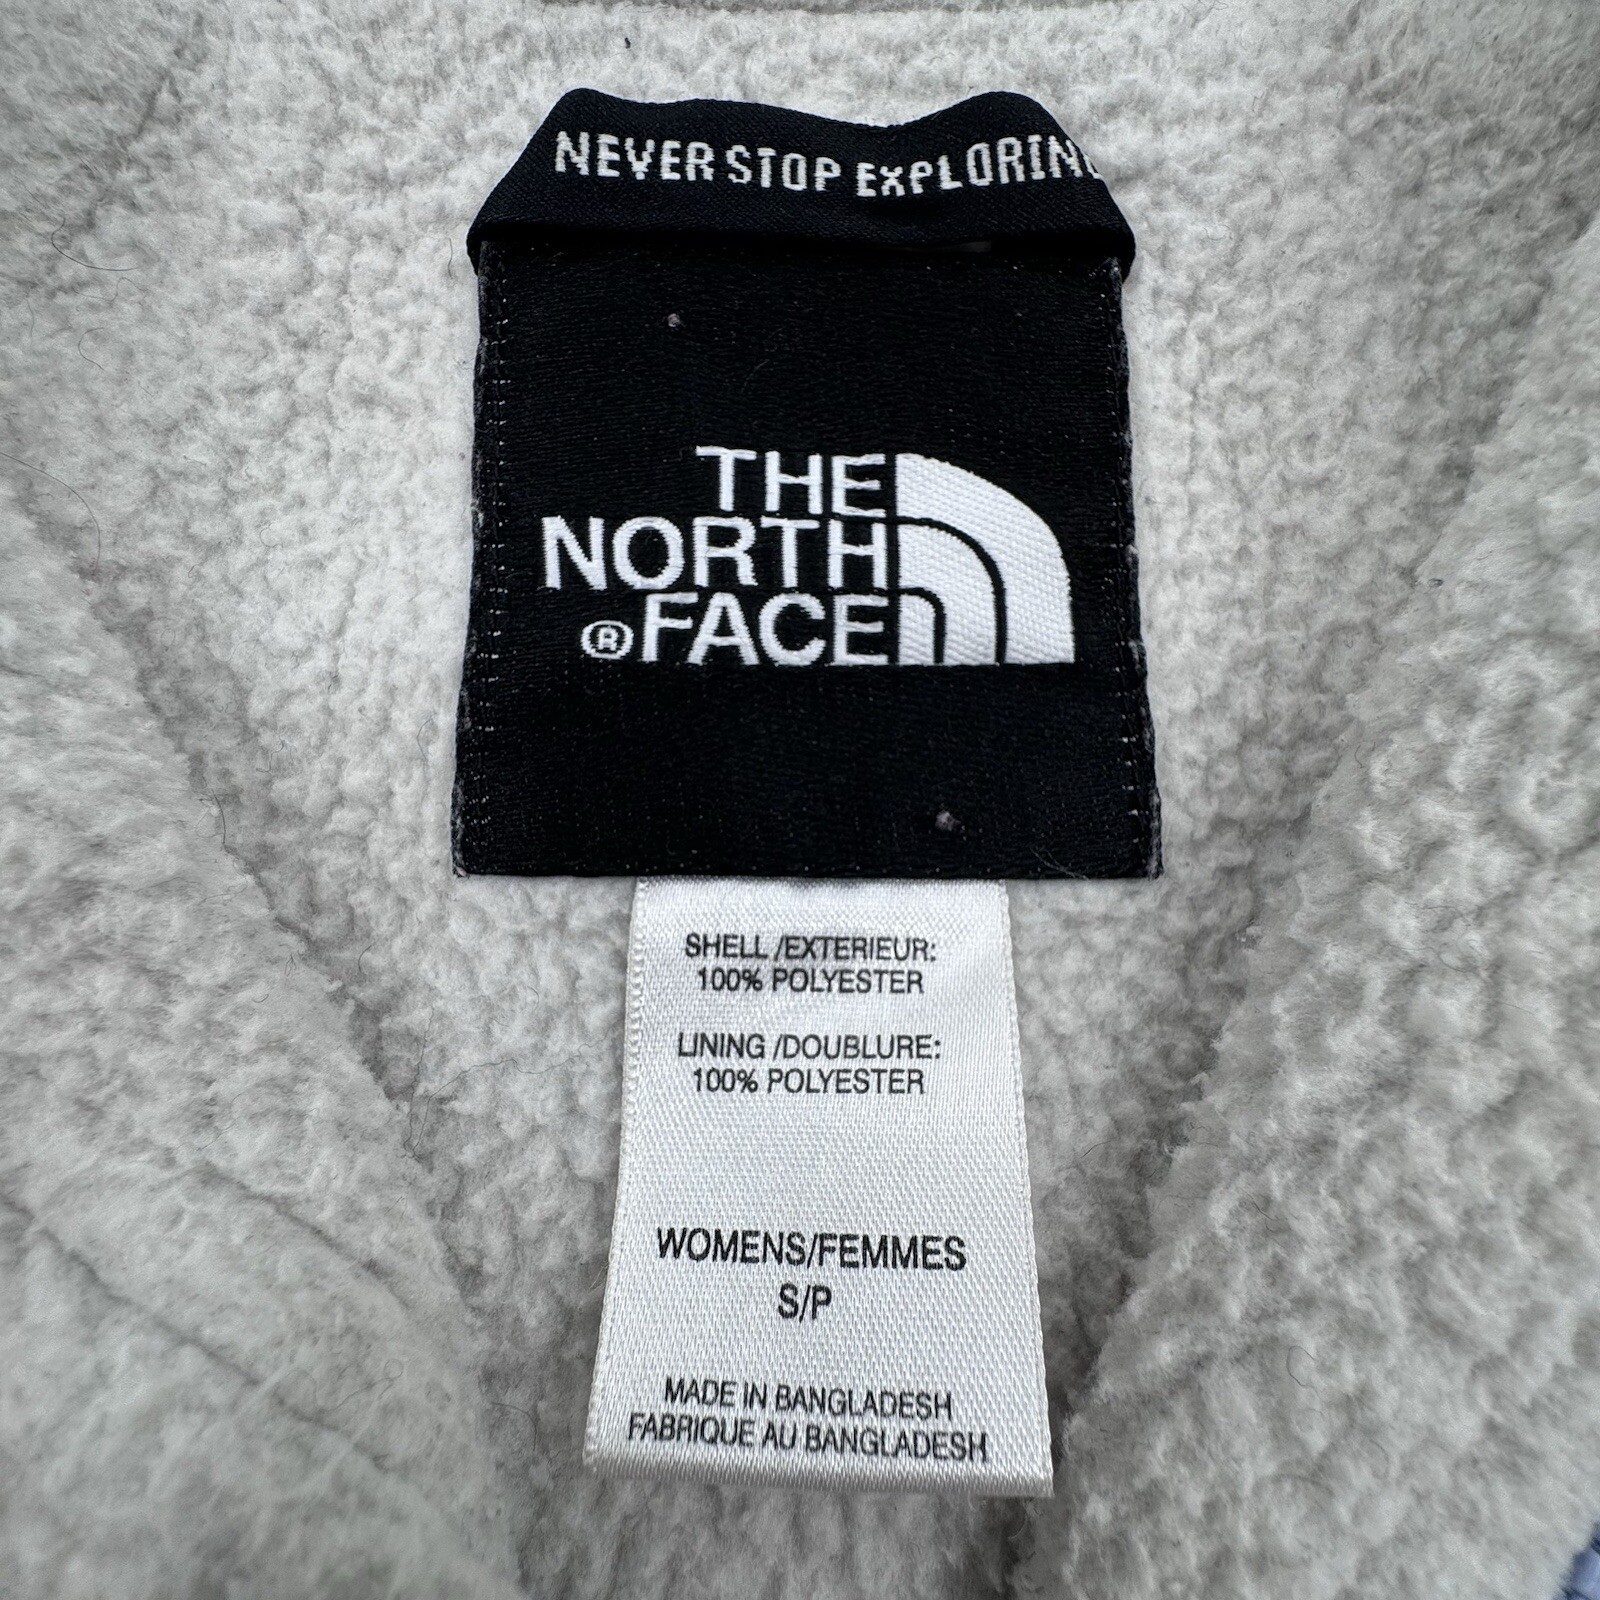 NEVER STOP EXPLORING
THE
NORTH
®FACE
SHELL /EXTERIEUR:
100% POLYESTER
LINING /DOUBLURE:
100% POLYESTER
WOMENS/FEMMES
S/P
MADE IN BANGLADESH
FABRIQUE AU BANGLADESH